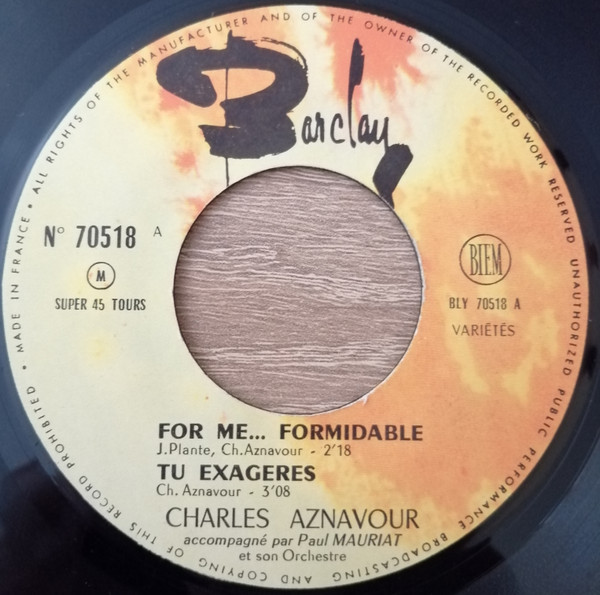 MADE IN FRANCE • ALL RIGHTS OF THE MANUFACTURER AND OF THE OWNER OF THE RECORDED WORK RESERVED UNAUTHORIZED PUBLIC PERFORMANCE BROADCASTING AND COPYING OF THIS RECORD PROHIBITED •
Barclay
N° 70518 A
M
SUPER 45 TOURS
BIEM
BLY 70518 A
VARIÉTÉS
FOR ME... FORMIDABLE
J. Plante, Ch. Aznavour - 2'18
TU EXAGERES
Ch. Aznavour - 3'08
CHARLES AZNAVOUR
accompagné par Paul MAURIAT
et son Orchestre